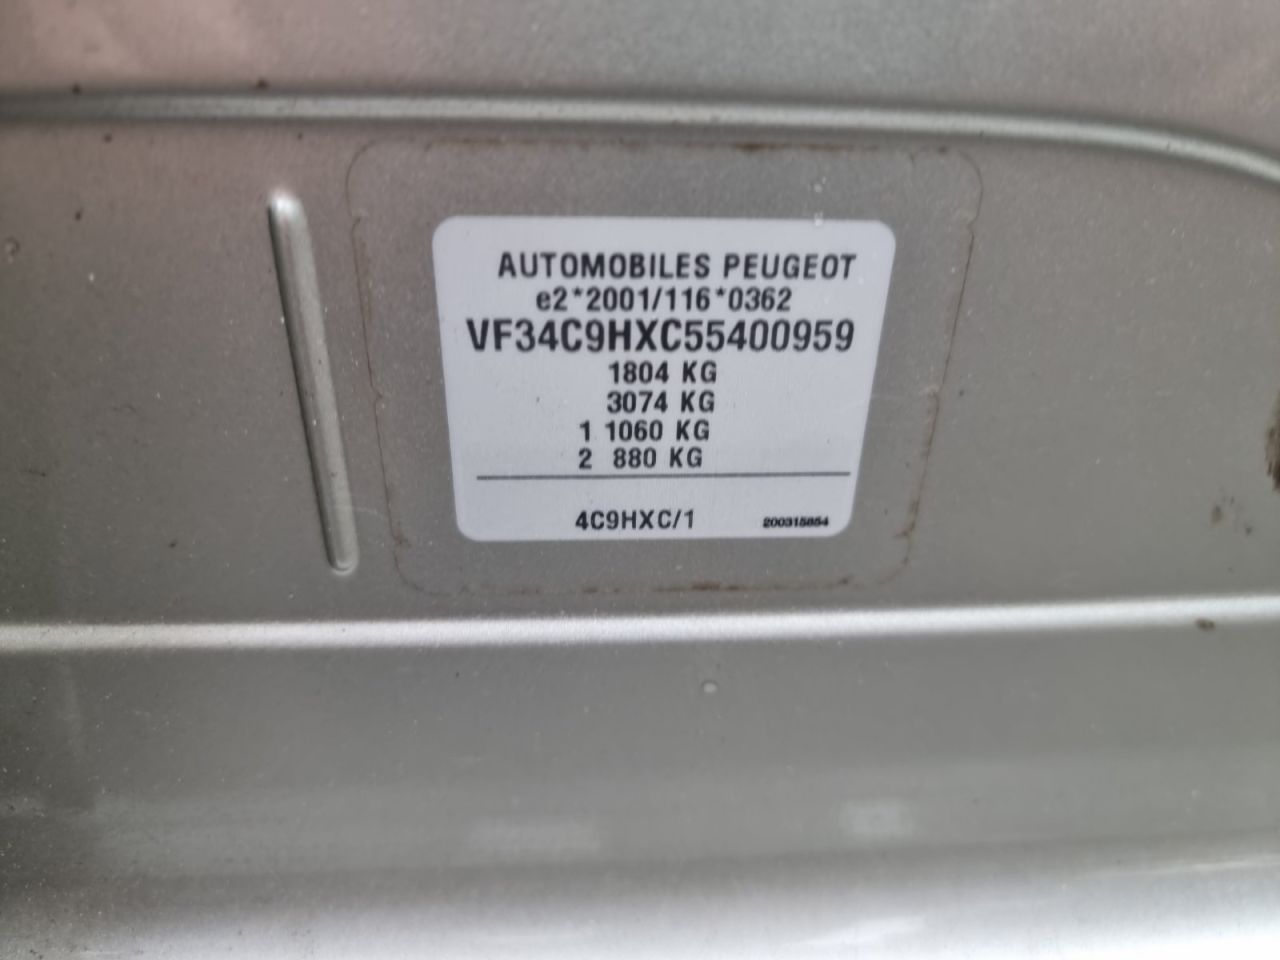 AUTOMOBILES PEUGEOT
e2*2001/116*0362
VF34C9HXC55400959
1804 KG
3074 KG
1 1060 KG
2 880 KG
4C9HXC/1 200315854